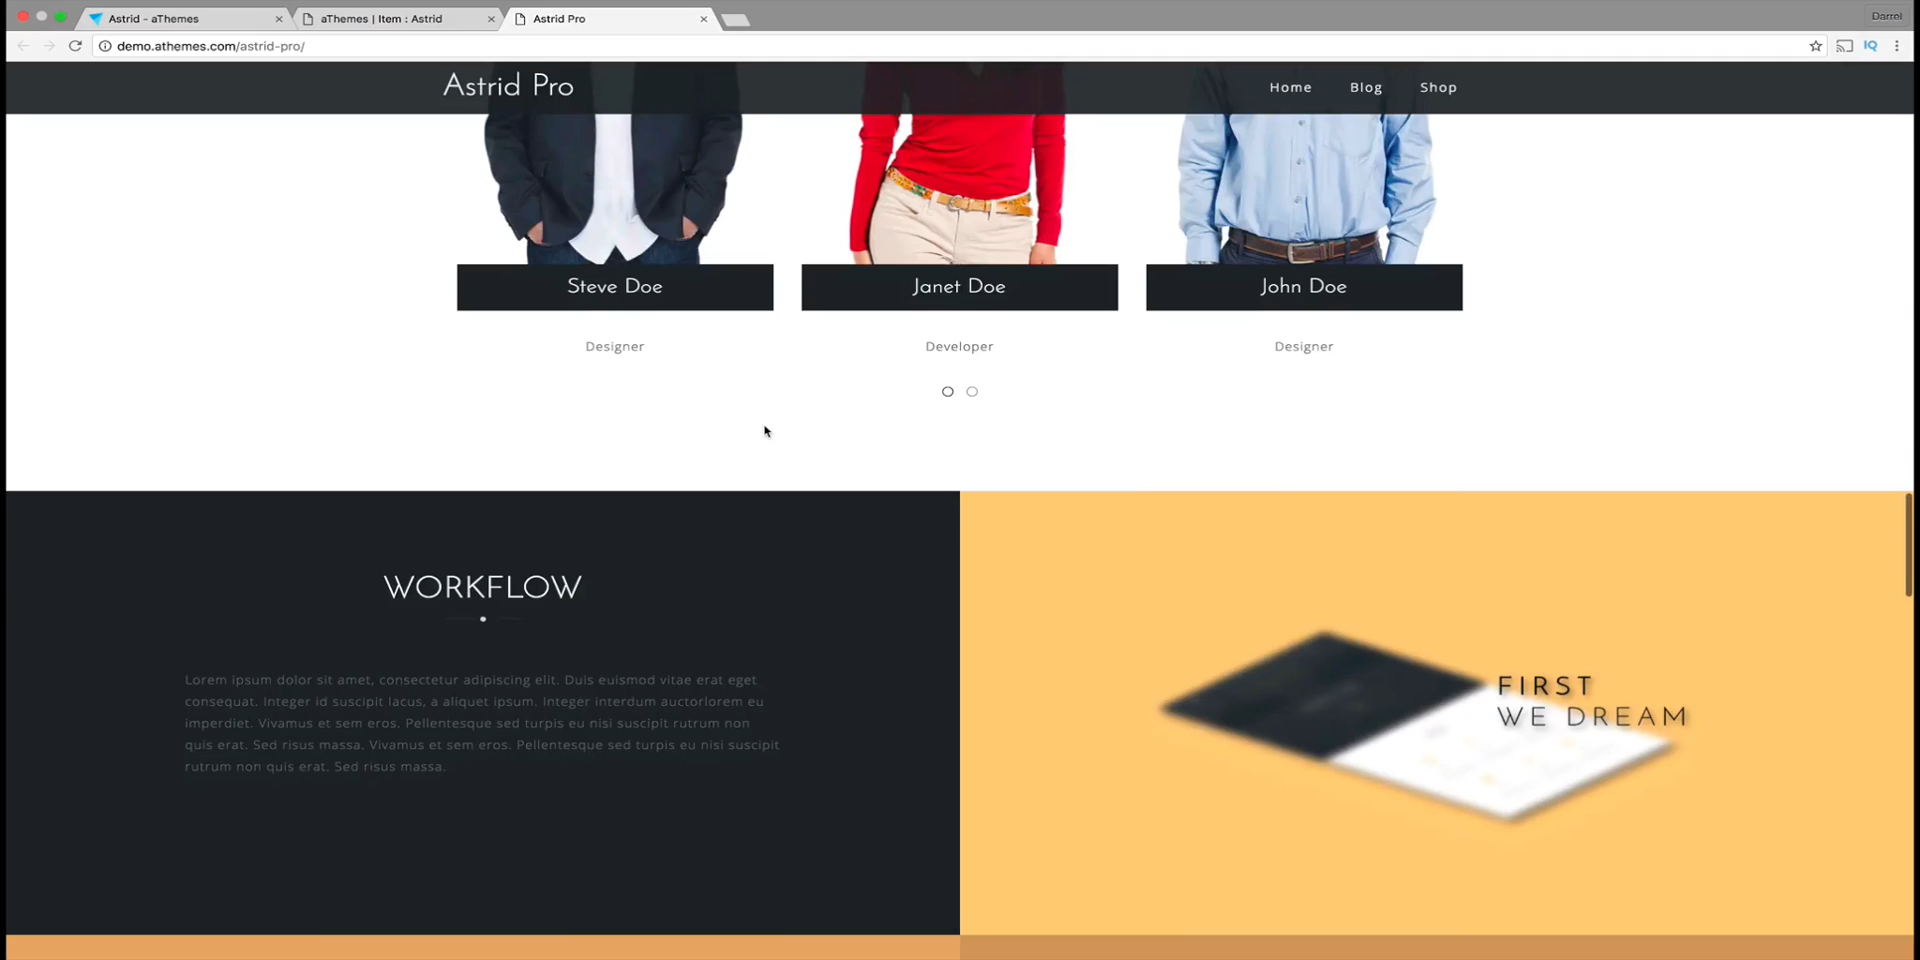 Astrid - aThemes
aThemes | Item : Astrid
Astrid Pro
Darrel
demo.athemes.com/astrid-pro/
IQ
Astrid Pro
Home
Blog
Shop
Steve Doe
Janet Doe
John Doe
Designer
Developer
Designer
WORKFLOW
Lorem ipsum dolor sit amet, consectetur adipiscing elit. Duis euismod vitae erat eget
consequat. Integer id suscipit lacus, a aliquet ipsum. Integer interdum auctorlorem eu
imperdiet. Vivamus et sem eros. Pellentesque sed turpis eu nisi suscipit rutrum non
quis erat. Sed risus massa. Vivamus et sem eros. Pellentesque sed turpis eu nisi suscipit
rutrum non quis erat. Sed risus massa.
FIRST
WE DREAM